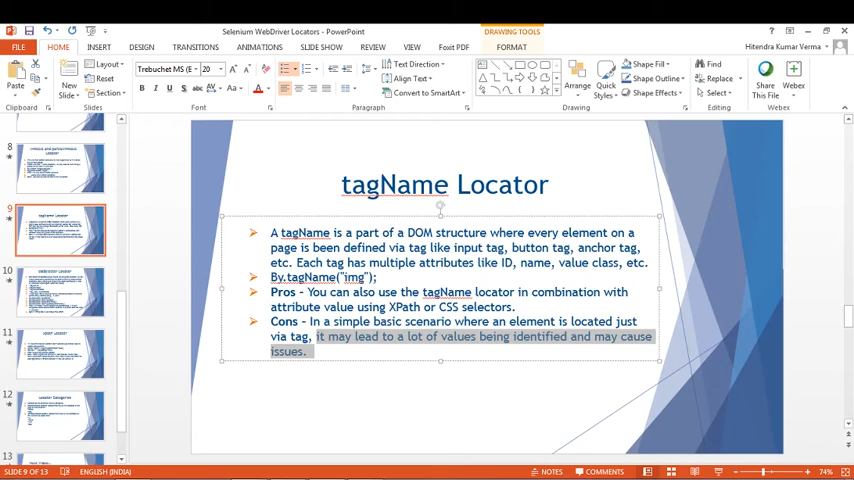 Selenium WebDriver Locators - PowerPoint
DRAWING TOOLS
FILE HOME INSERT DESIGN TRANSITIONS ANIMATIONS SLIDE SHOW REVIEW VIEW Foxit PDF FORMAT
Hitendra Kumar Verma
Paste
New Slide
Layout
Reset
Section
Trebuchet MS (E
20
B I U S abc AV Aa A
Text Direction
Align Text
Convert to SmartArt
Arrange
Quick Styles
Shape Fill
Shape Outline
Shape Effects
Find
Replace
Select
Share This File
Webex
Clipboard
Slides
Font
Paragraph
Drawing
Editing
Webex
8
9
tagName Locator
10
11
12
Locator Categories
13
tagName Locator
A tagName is a part of a DOM structure where every element on a
page is been defined via tag like input tag, button tag, anchor tag,
etc. Each tag has multiple attributes like ID, name, value class, etc.
By.tagName("img");
Pros - You can also use the tagName locator in combination with
attribute value using XPath or CSS selectors.
Cons - In a simple basic scenario where an element is located just
via tag, it may lead to a lot of values being identified and may cause
issues.
SLIDE 9 OF 13
ENGLISH (INDIA)
NOTES
COMMENTS
74%